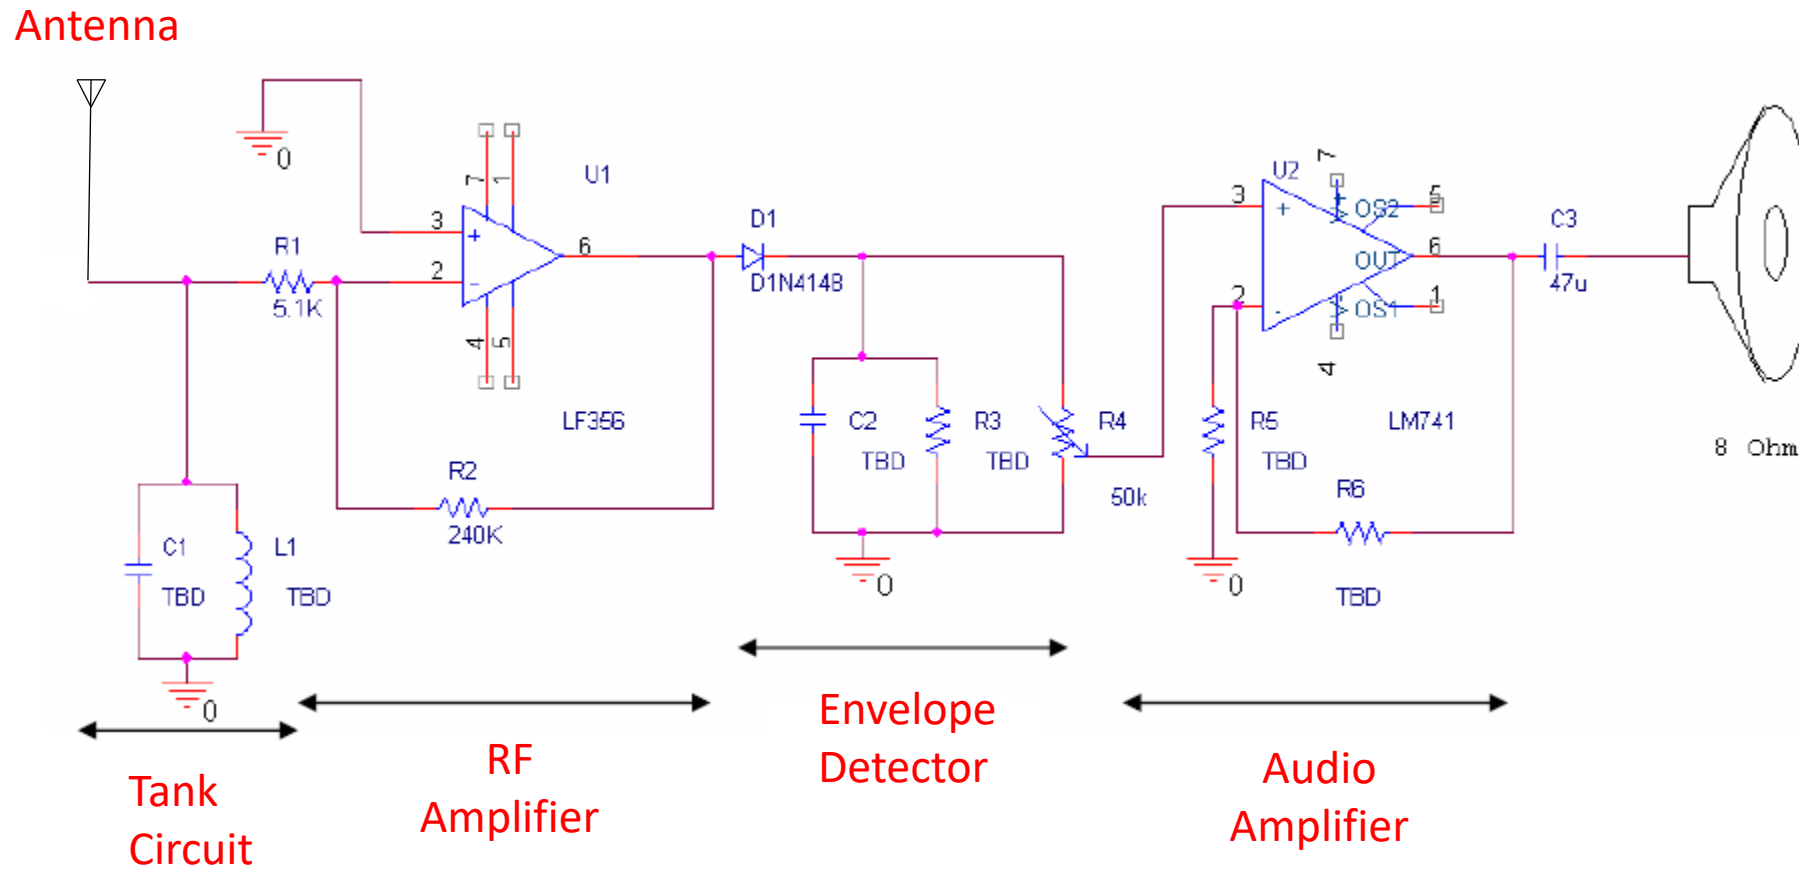 Antenna
0
R1
5.1K
3
2
+
-
7
1
4
5
6
U1
LF356
R2
240K
D1
D1N4148
C2
TBD
R3
TBD
R4
50k
0
U2
3
+
2
-
7
4
OS2
5
OUT
6
OS1
1
LM741
R5
TBD
R6
TBD
0
C3
47u
8 Ohm
C1
TBD
L1
TBD
0
Tank
Circuit
RF
Amplifier
Envelope
Detector
Audio
Amplifier